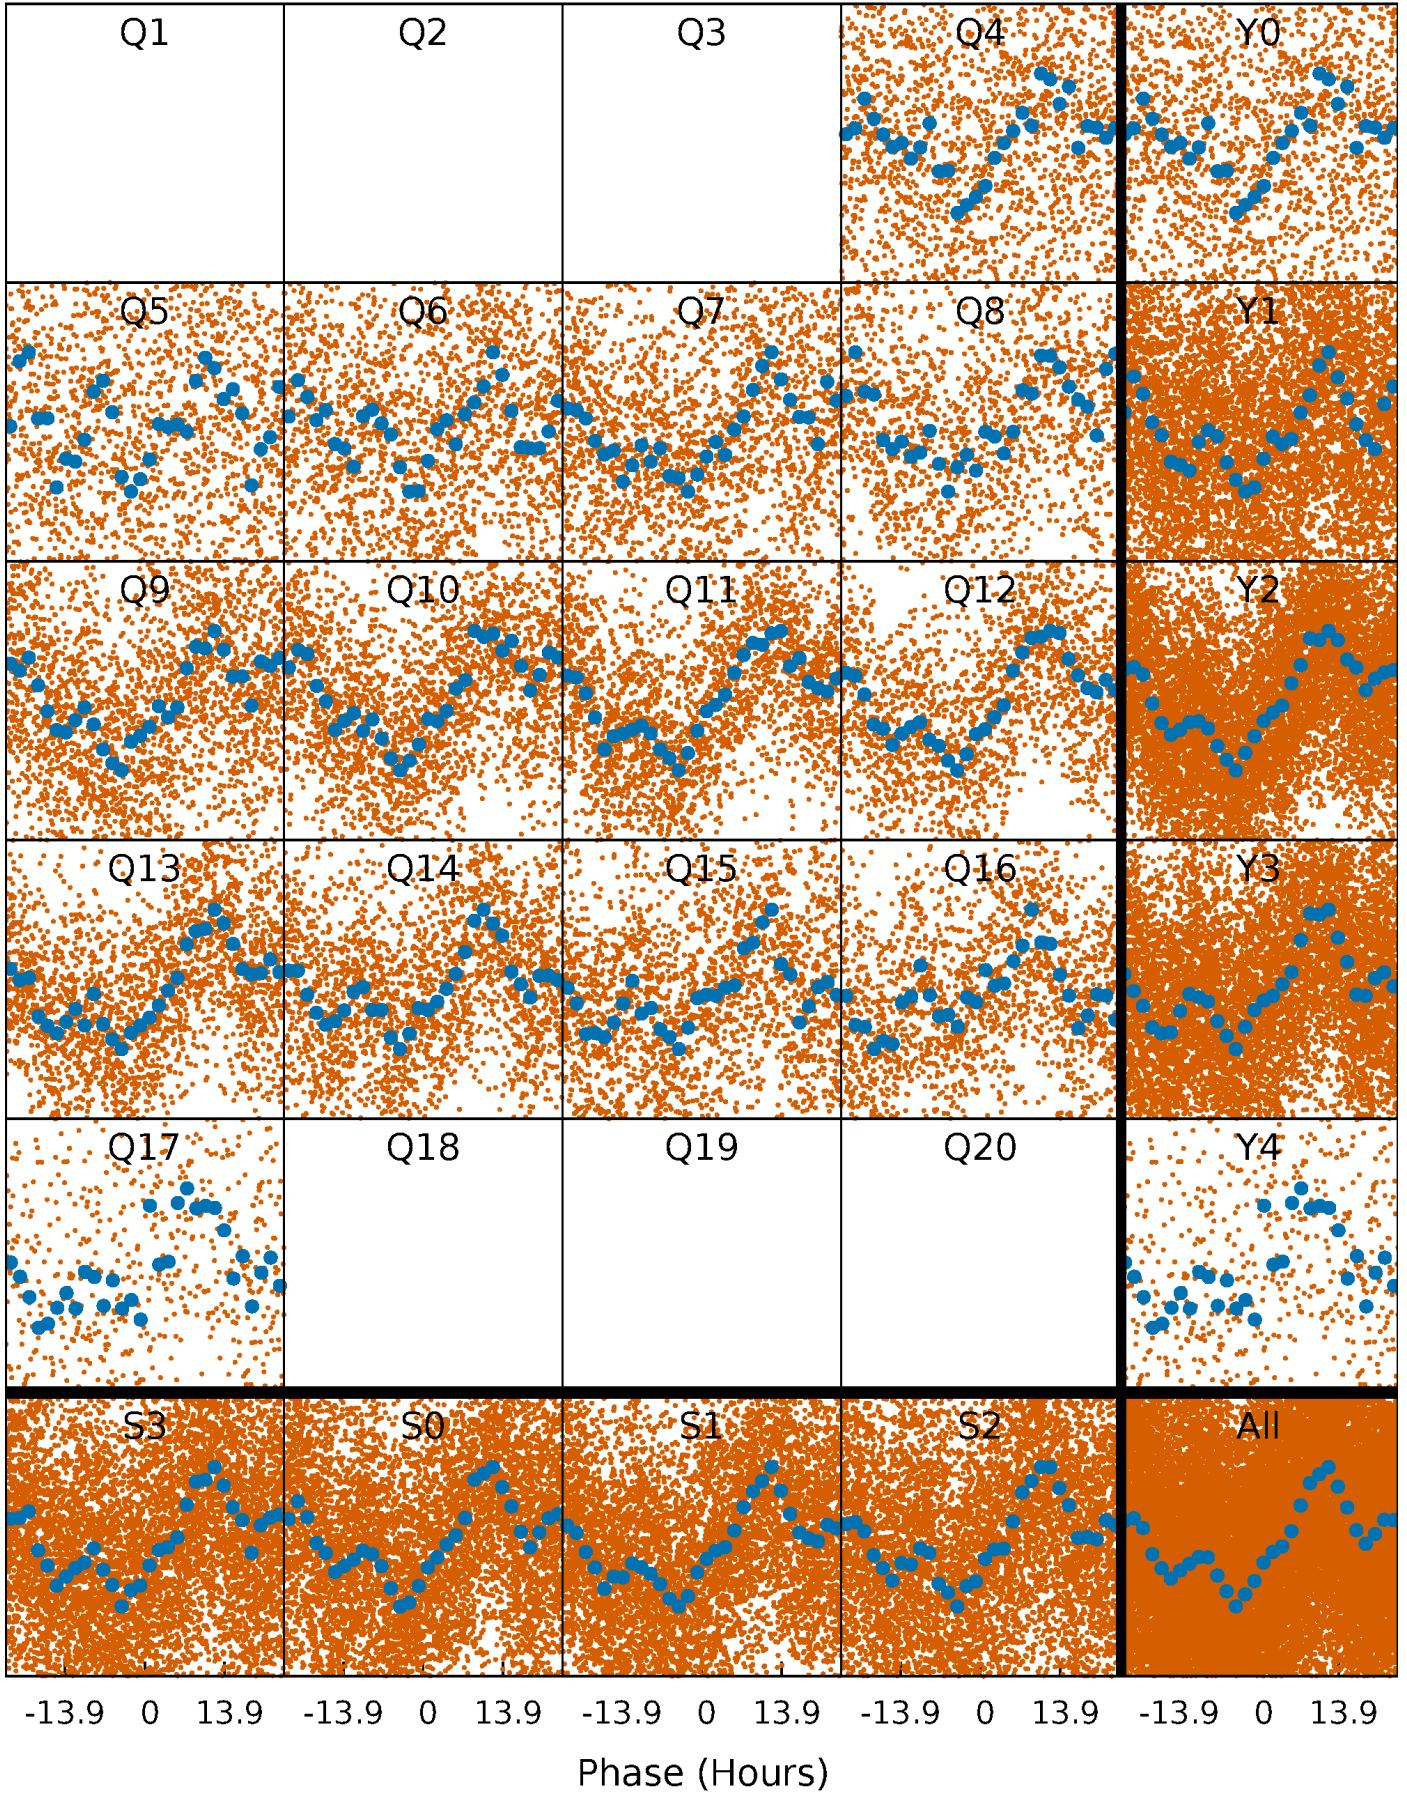 Q1 Q2 Q3 Q4 Y0
Q5 Q6 Q7 Q8 Y1
Q9 Q10 Q11 Q12 Y2
Q13 Q14 Q15 Q16 Y3
Q17 Q18 Q19 Q20 Y4
S3 S0 S1 S2 All
-13.9 0 13.9 -13.9 0 13.9 -13.9 0 13.9 -13.9 0 13.9 -13.9 0 13.9
Phase (Hours)